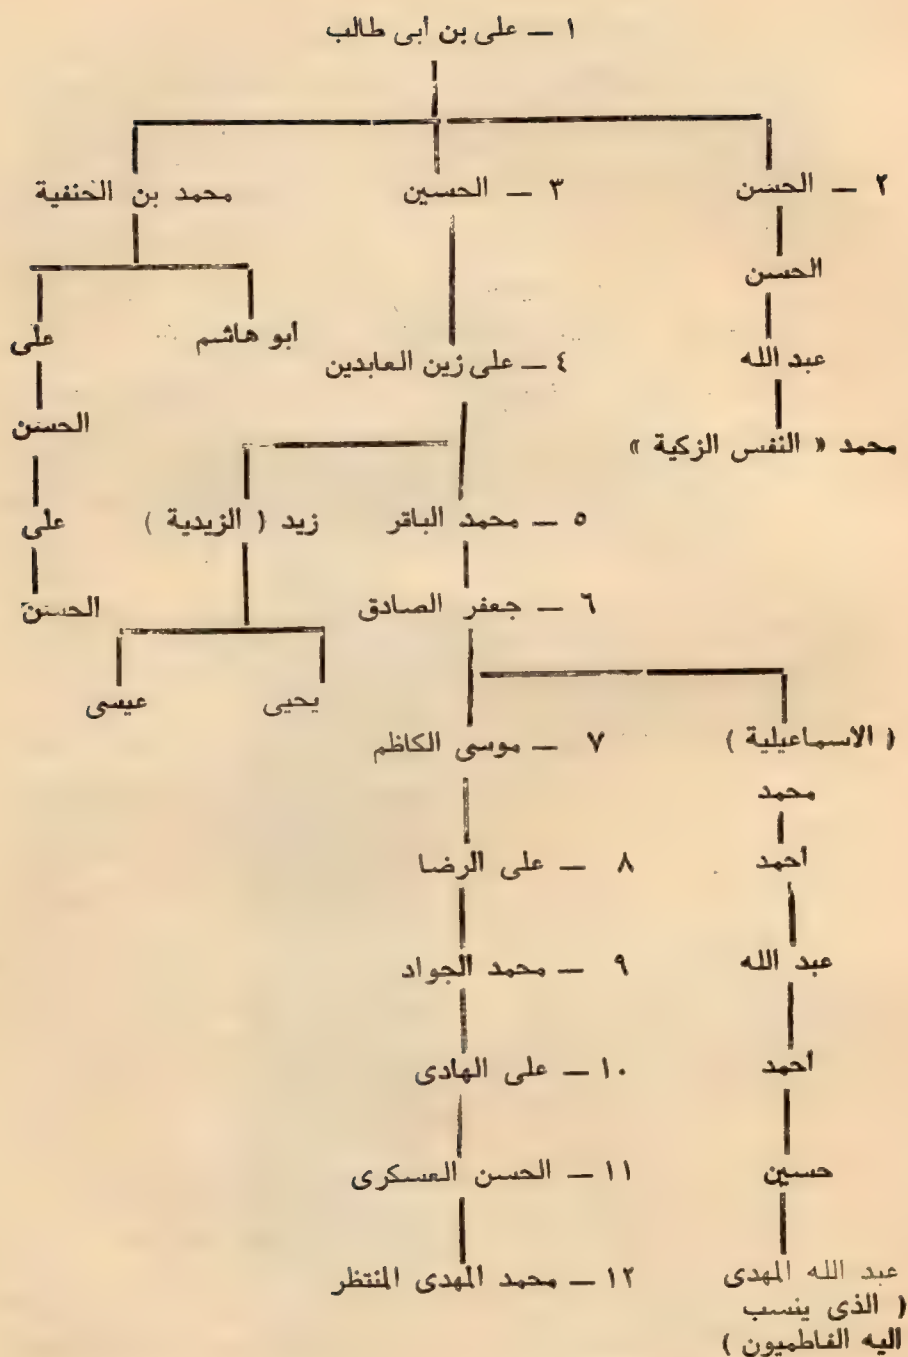 ١ — على بن أبى طالب
٢ — الحسن
٣ — الحسين
محمد بن الحنفية
الحسن
أبو هاشم
على
عبد الله
٤ — على زين العابدين
الحسن
محمد « النفس الزكية »
٥ — محمد الباقر
زيد ( الزيدية )
على
٦ — جعفر الصادق
الحسن
يحيى
عيسى
( الاسماعيلية )
٧ — موسى الكاظم
محمد
أحمد
٨ — على الرضا
عبد الله
٩ — محمد الجواد
أحمد
١٠ — على الهادى
حسين
١١ — الحسن العسكرى
عبد الله المهدى
١٢ — محمد المهدى المنتظر
( الذى ينسب
اليه الفاطميون )